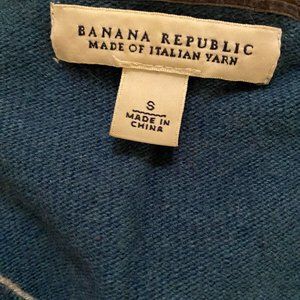 BANANA REPUBLIC
MADE OF ITALIAN YARN
S
MADE IN
CHINA